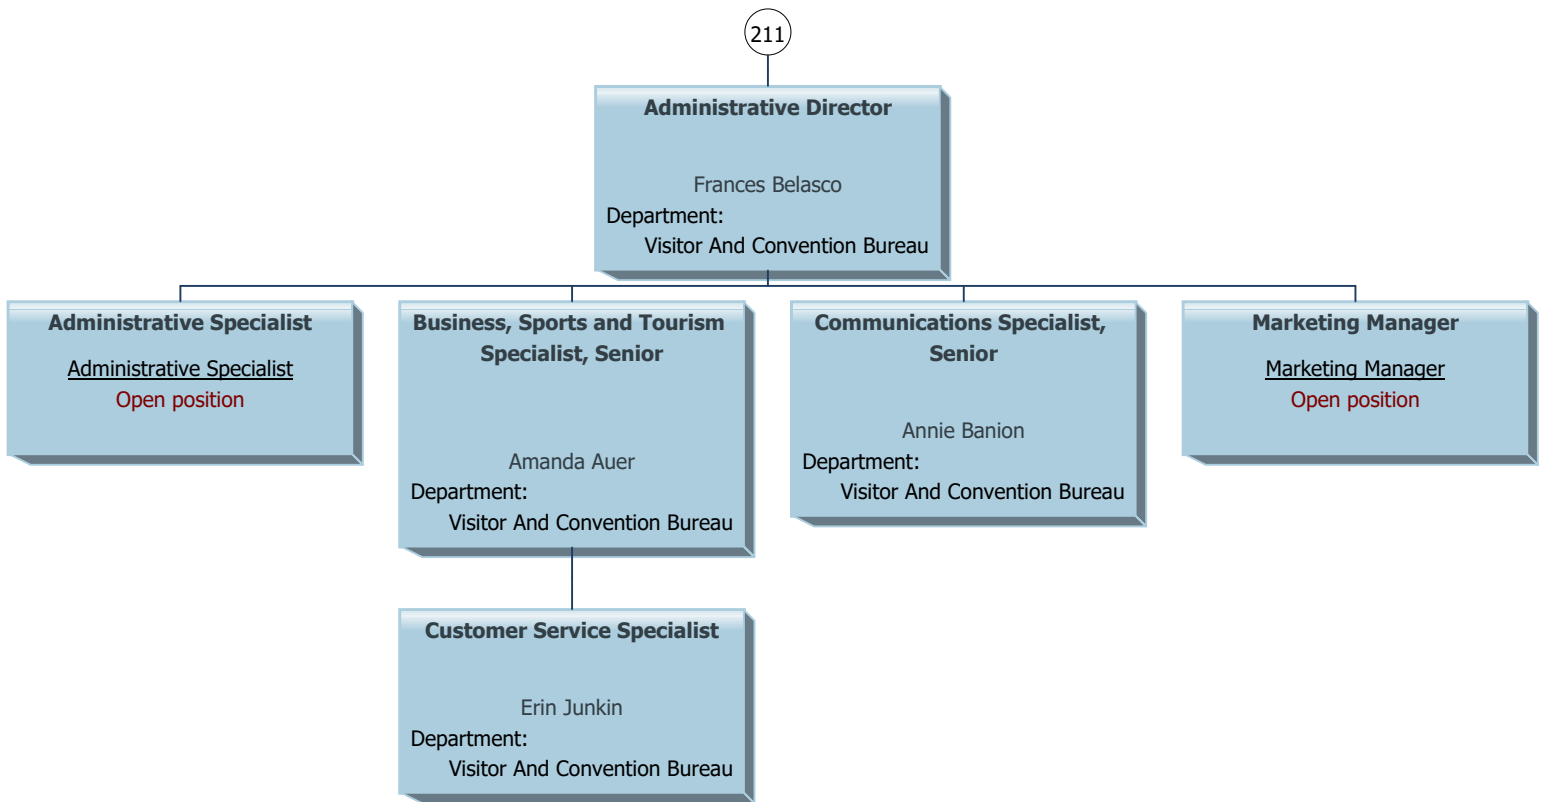 211
Administrative Director
Frances Belasco
Department:
Visitor And Convention Bureau
Administrative Specialist
Administrative Specialist
Open position
Business, Sports and Tourism
Specialist, Senior
Amanda Auer
Department:
Visitor And Convention Bureau
Communications Specialist,
Senior
Annie Banion
Department:
Visitor And Convention Bureau
Marketing Manager
Marketing Manager
Open position
Customer Service Specialist
Erin Junkin
Department:
Visitor And Convention Bureau